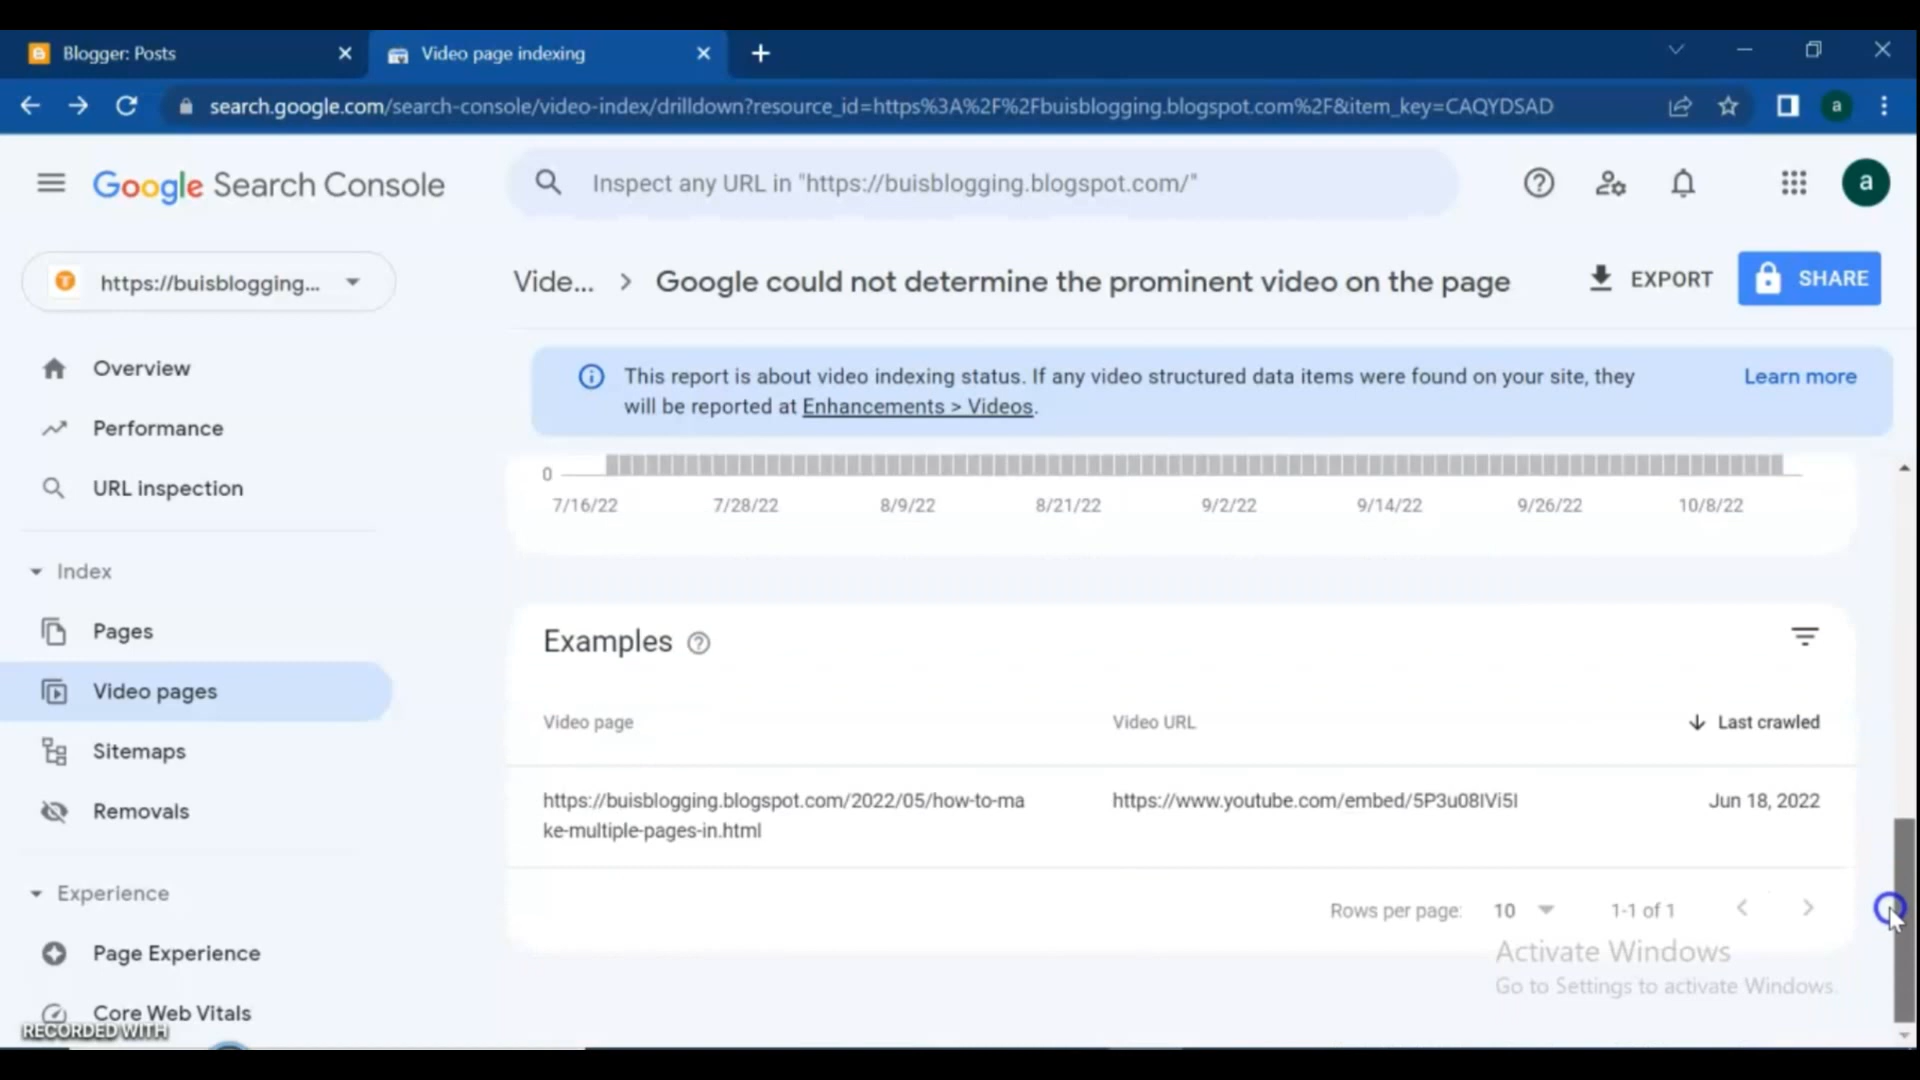 Blogger: Posts
Video page indexing
search.google.com/search-console/video-index/drilldown?resource_id=https%3A%2F%2Fbuisblogging.blogspot.com%2F&item_key=CAQYDSAD
a
Google Search Console
Inspect any URL in "https://buisblogging.blogspot.com/"
a
https://buisblogging...
Vide... > Google could not determine the prominent video on the page
EXPORT
SHARE
Overview
Performance
URL inspection
Index
Pages
Video pages
Sitemaps
Removals
Experience
Page Experience
Core Web Vitals
This report is about video indexing status. If any video structured data items were found on your site, they
will be reported at Enhancements > Videos.
Learn more
0
7/16/22 7/28/22 8/9/22 8/21/22 9/2/22 9/14/22 9/26/22 10/8/22
Examples
Video page Video URL Last crawled
https://buisblogging.blogspot.com/2022/05/how-to-ma
ke-multiple-pages-in.html
https://www.youtube.com/embed/5P3u08IVi5I
Jun 18, 2022
Rows per page: 10 1-1 of 1
Activate Windows
Go to Settings to activate Windows.
RECORDED WITH